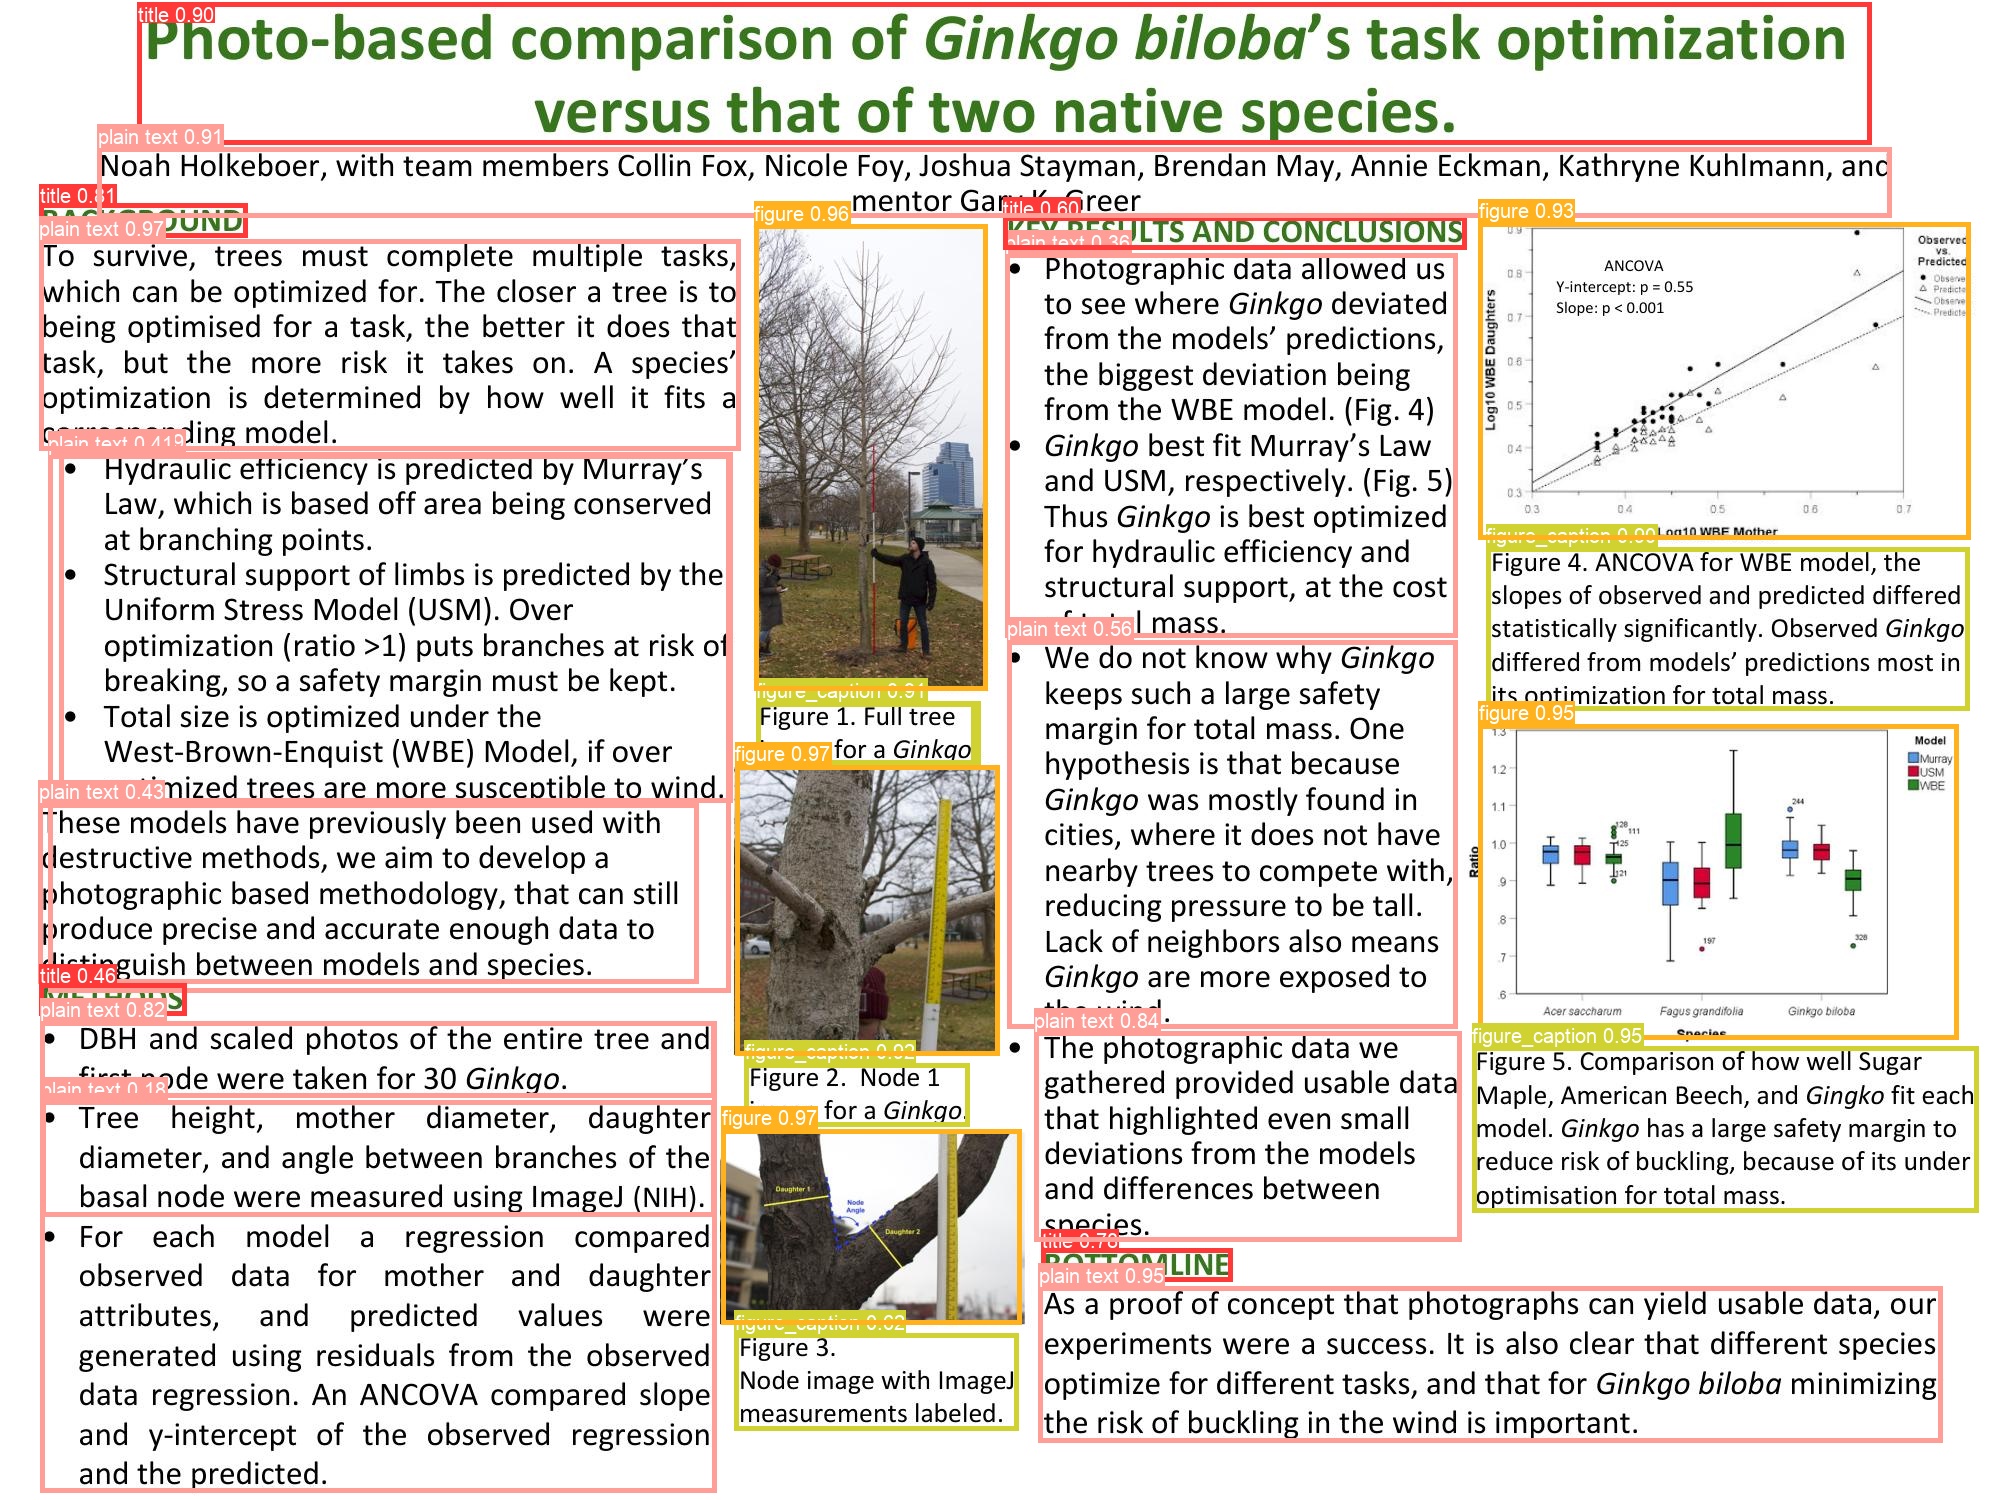 title 0.90
Photo-based comparison of Ginkgo biloba's task optimization
versus that of two native species.
plain text 0.91
Noah Holkeboer, with team members Collin Fox, Nicole Foy, Joshua Stayman, Brendan May, Annie Eckman, Kathryne Kuhlmann, and
mentor Gary K. Greer
title 0.81
BACKGROUND
plain text 0.97
To survive, trees must complete multiple tasks,
which can be optimized for. The closer a tree is to
being optimised for a task, the better it does that
task, but the more risk it takes on. A species'
optimization is determined by how well it fits a
corresponding model.
plain text 0.41
• Hydraulic efficiency is predicted by Murray's
Law, which is based off area being conserved
at branching points.
• Structural support of limbs is predicted by the
Uniform Stress Model (USM). Over
optimization (ratio >1) puts branches at risk of
breaking, so a safety margin must be kept.
• Total size is optimized under the
West-Brown-Enquist (WBE) Model, if over
optimized trees are more susceptible to wind.
plain text 0.43
These models have previously been used with
destructive methods, we aim to develop a
photographic based methodology, that can still
produce precise and accurate enough data to
distinguish between models and species.
title 0.46
METHODS
plain text 0.82
• DBH and scaled photos of the entire tree and
first node were taken for 30 Ginkgo.
plain text 0.18
• Tree height, mother diameter, daughter
diameter, and angle between branches of the
basal node were measured using ImageJ (NIH).
• For each model a regression compared
observed data for mother and daughter
attributes, and predicted values were
generated using residuals from the observed
data regression. An ANCOVA compared slope
and y-intercept of the observed regression
and the predicted.
figure 0.96
figure_caption 0.91
Figure 1. Full tree
for a Ginkgo
figure 0.97
figure_caption 0.92
Figure 2. Node 1
for a Ginkgo.
figure 0.97
Daughter 1
Node
Angle
Daughter 2
figure_caption 0.62
Figure 3.
Node image with ImageJ
measurements labeled.
title 0.60
KEY RESULTS AND CONCLUSIONS
plain text 0.36
• Photographic data allowed us
to see where Ginkgo deviated
from the models' predictions,
the biggest deviation being
from the WBE model. (Fig. 4)
• Ginkgo best fit Murray's Law
and USM, respectively. (Fig. 5)
Thus Ginkgo is best optimized
for hydraulic efficiency and
structural support, at the cost
of total mass.
plain text 0.56
• We do not know why Ginkgo
keeps such a large safety
margin for total mass. One
hypothesis is that because
Ginkgo was mostly found in
cities, where it does not have
nearby trees to compete with,
reducing pressure to be tall.
Lack of neighbors also means
Ginkgo are more exposed to
the wind.
plain text 0.84
• The photographic data we
gathered provided usable data
that highlighted even small
deviations from the models
and differences between
species.
title 0.78
BOTTOMLINE
plain text 0.95
As a proof of concept that photographs can yield usable data, our
experiments were a success. It is also clear that different species
optimize for different tasks, and that for Ginkgo biloba minimizing
the risk of buckling in the wind is important.
figure 0.93
Observed
vs.
Predicted
Observe
Predicte
Observe
Predicte
ANCOVA
Y-intercept: p = 0.55
Slope: p < 0.001
Log10 WBE Daughters
0.9
0.8
0.7
0.6
0.5
0.4
0.3
0.3 0.4 0.5 0.6 0.7
Log10 WBE Mother
figure_caption 0.90
Figure 4. ANCOVA for WBE model, the
slopes of observed and predicted differed
statistically significantly. Observed Ginkgo
differed from models' predictions most in
its optimization for total mass.
figure 0.95
Model
Murray
USM
WBE
Ratio
1.3
1.2
1.1
1.0
.9
.8
.7
.6
128
111
125
121
197
244
328
Acer saccharum Fagus grandifolia Ginkgo biloba
Species
figure_caption 0.95
Figure 5. Comparison of how well Sugar
Maple, American Beech, and Gingko fit each
model. Ginkgo has a large safety margin to
reduce risk of buckling, because of its under
optimisation for total mass.